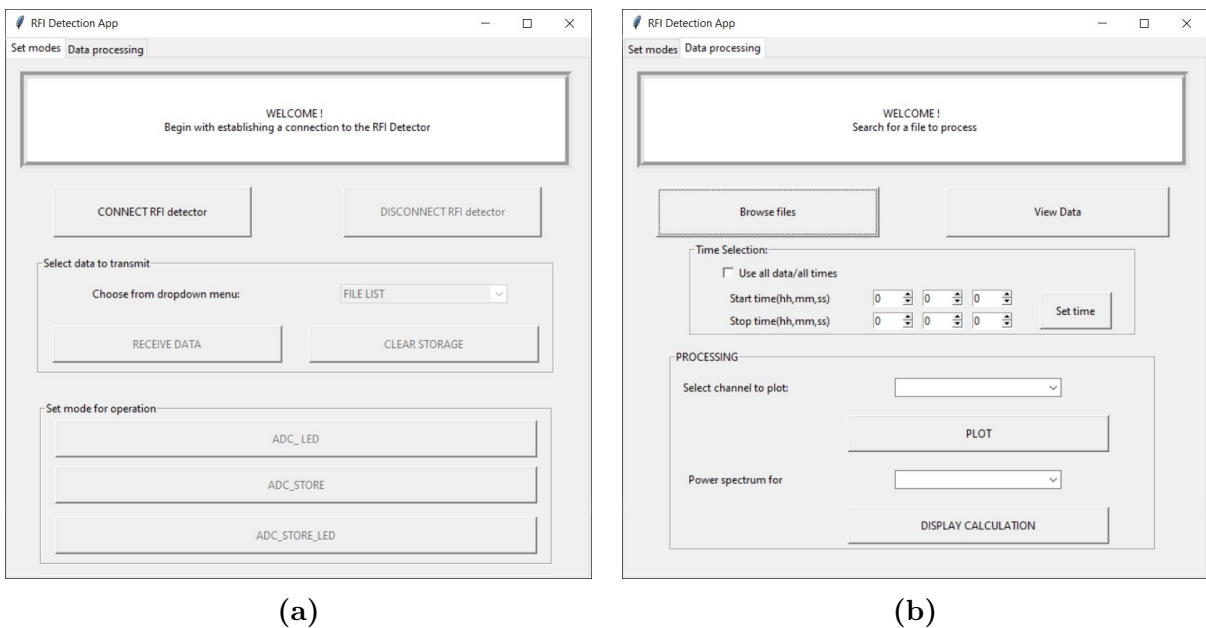 RFI Detection App
Set modes Data processing
WELCOME !
Begin with establishing a connection to the RFI Detector
CONNECT RFI detector
DISCONNECT RFI detector
Select data to transmit
Choose from dropdown menu:
FILE LIST
RECEIVE DATA
CLEAR STORAGE
Set mode for operation
ADC_ LED
ADC_STORE
ADC_STORE_LED
(a)
RFI Detection App
Set modes Data processing
WELCOME !
Search for a file to process
Browse files
View Data
Time Selection:
Use all data/all times
Start time(hh,mm,ss) 0 0 0
Stop time(hh,mm,ss) 0 0 0
Set time
PROCESSING
Select channel to plot:
PLOT
Power spectrum for
DISPLAY CALCULATION
(b)